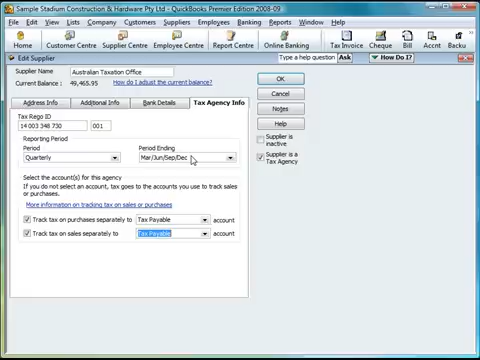 Sample Stadium Construction & Hardware Pty Ltd - QuickBooks Premier Edition 2008-09
File Edit View Lists Company Customers Suppliers Employees Banking Reports Window Help
Type a help question Ask How Do I?
Home Customer Centre Supplier Centre Employee Centre Report Centre Online Banking Tax Invoice Cheque Bill Accnt Backu
Edit Supplier
Supplier Name Australian Taxation Office
Current Balance : 49,465.95 How do I adjust the current balance?
OK
Cancel
Notes
Help
Supplier is inactive
Supplier is a Tax Agency
Address Info Additional Info Bank Details Tax Agency Info
Tax Rego ID
14 003 348 730 001
Reporting Period
Period Period Ending
Quarterly Mar/Jun/Sep/Dec
Select the account(s) for this agency
If you do not select an account, tax goes to the accounts you use to track sales
or purchases.
More information on tracking tax on sales or purchases
Track tax on purchases separately to Tax Payable account
Track tax on sales separately to Tax Payable account